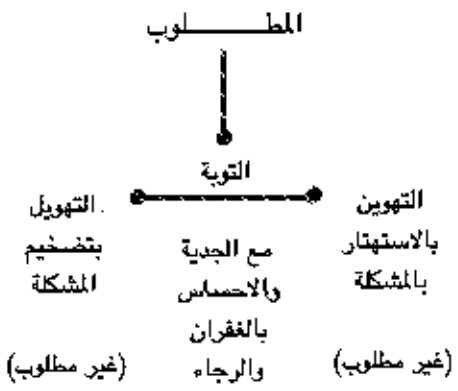 المطلوب
التوبة
التهوين
بالاستهتار
بالمشكلة
(غير مطلوب)
مع الجدية
والاحساس
بالغفران
والرجاء
التهويل
بتضخيم
المشكلة
(غير مطلوب)